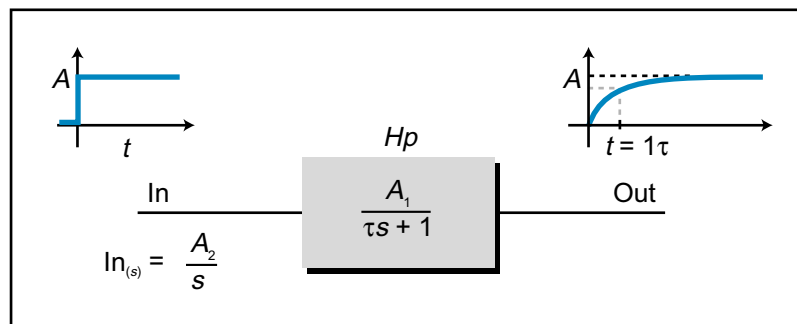 A
t
A
t = 1τ
Hp
In
A₁
τs + 1
Out
In₍s₎ = A₂
s